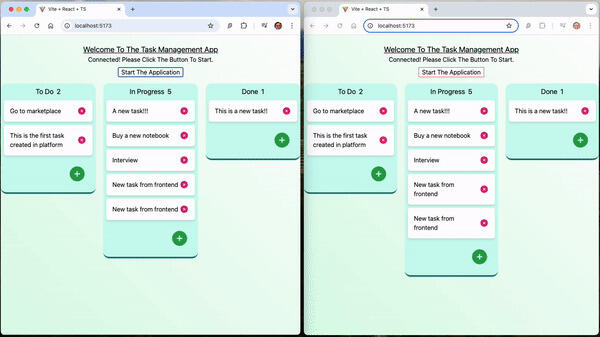 Vite + React + TS
localhost:5173
Welcome To The Task Management App
Connected! Please Click The Button To Start.
Start The Application
To Do 2
Go to marketplace
This is the first task
created in platform
In Progress 5
A new task!!!
Buy a new notebook
Interview
New task from frontend
New task from frontend
Done 1
This is a new task!!
Vite + React + TS
localhost:5173
Welcome To The Task Management App
Connected! Please Click The Button To Start.
Start The Application
To Do 2
Go to marketplace
This is the first task
created in platform
In Progress 5
A new task!!!
Buy a new notebook
Interview
New task from
frontend
New task from
frontend
Done 1
This is a new task!!